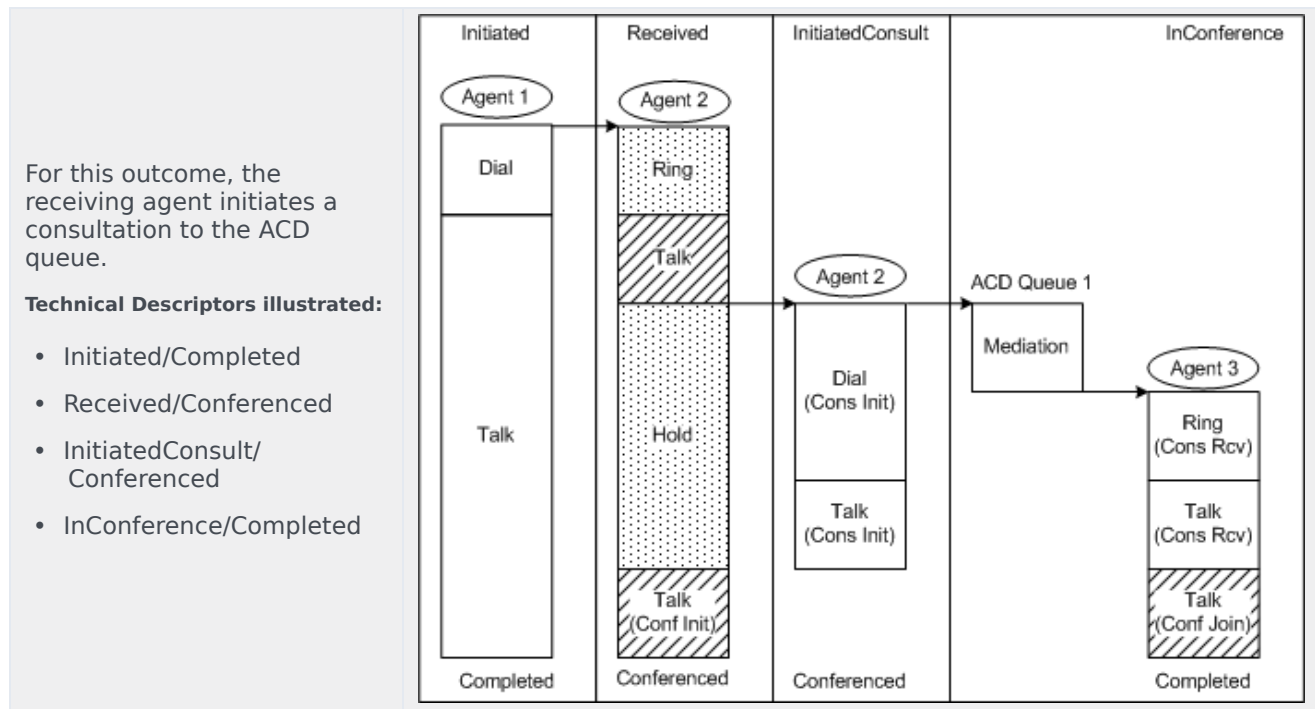 For this outcome, the
receiving agent initiates a
consultation to the ACD
queue.
Technical Descriptors illustrated:
• Initiated/Completed
• Received/Conferenced
• InitiatedConsult/
Conferenced
• InConference/Completed
Initiated
Received
InitiatedConsult
InConference
Agent 1
Dial
Talk
Completed
Agent 2
Ring
Talk
Hold
Talk
(Conf Init)
Conferenced
Agent 2
Dial
(Cons Init)
Talk
(Cons Init)
Conferenced
ACD Queue 1
Mediation
Agent 3
Ring
(Cons Rcv)
Talk
(Cons Rcv)
Talk
(Conf Join)
Completed